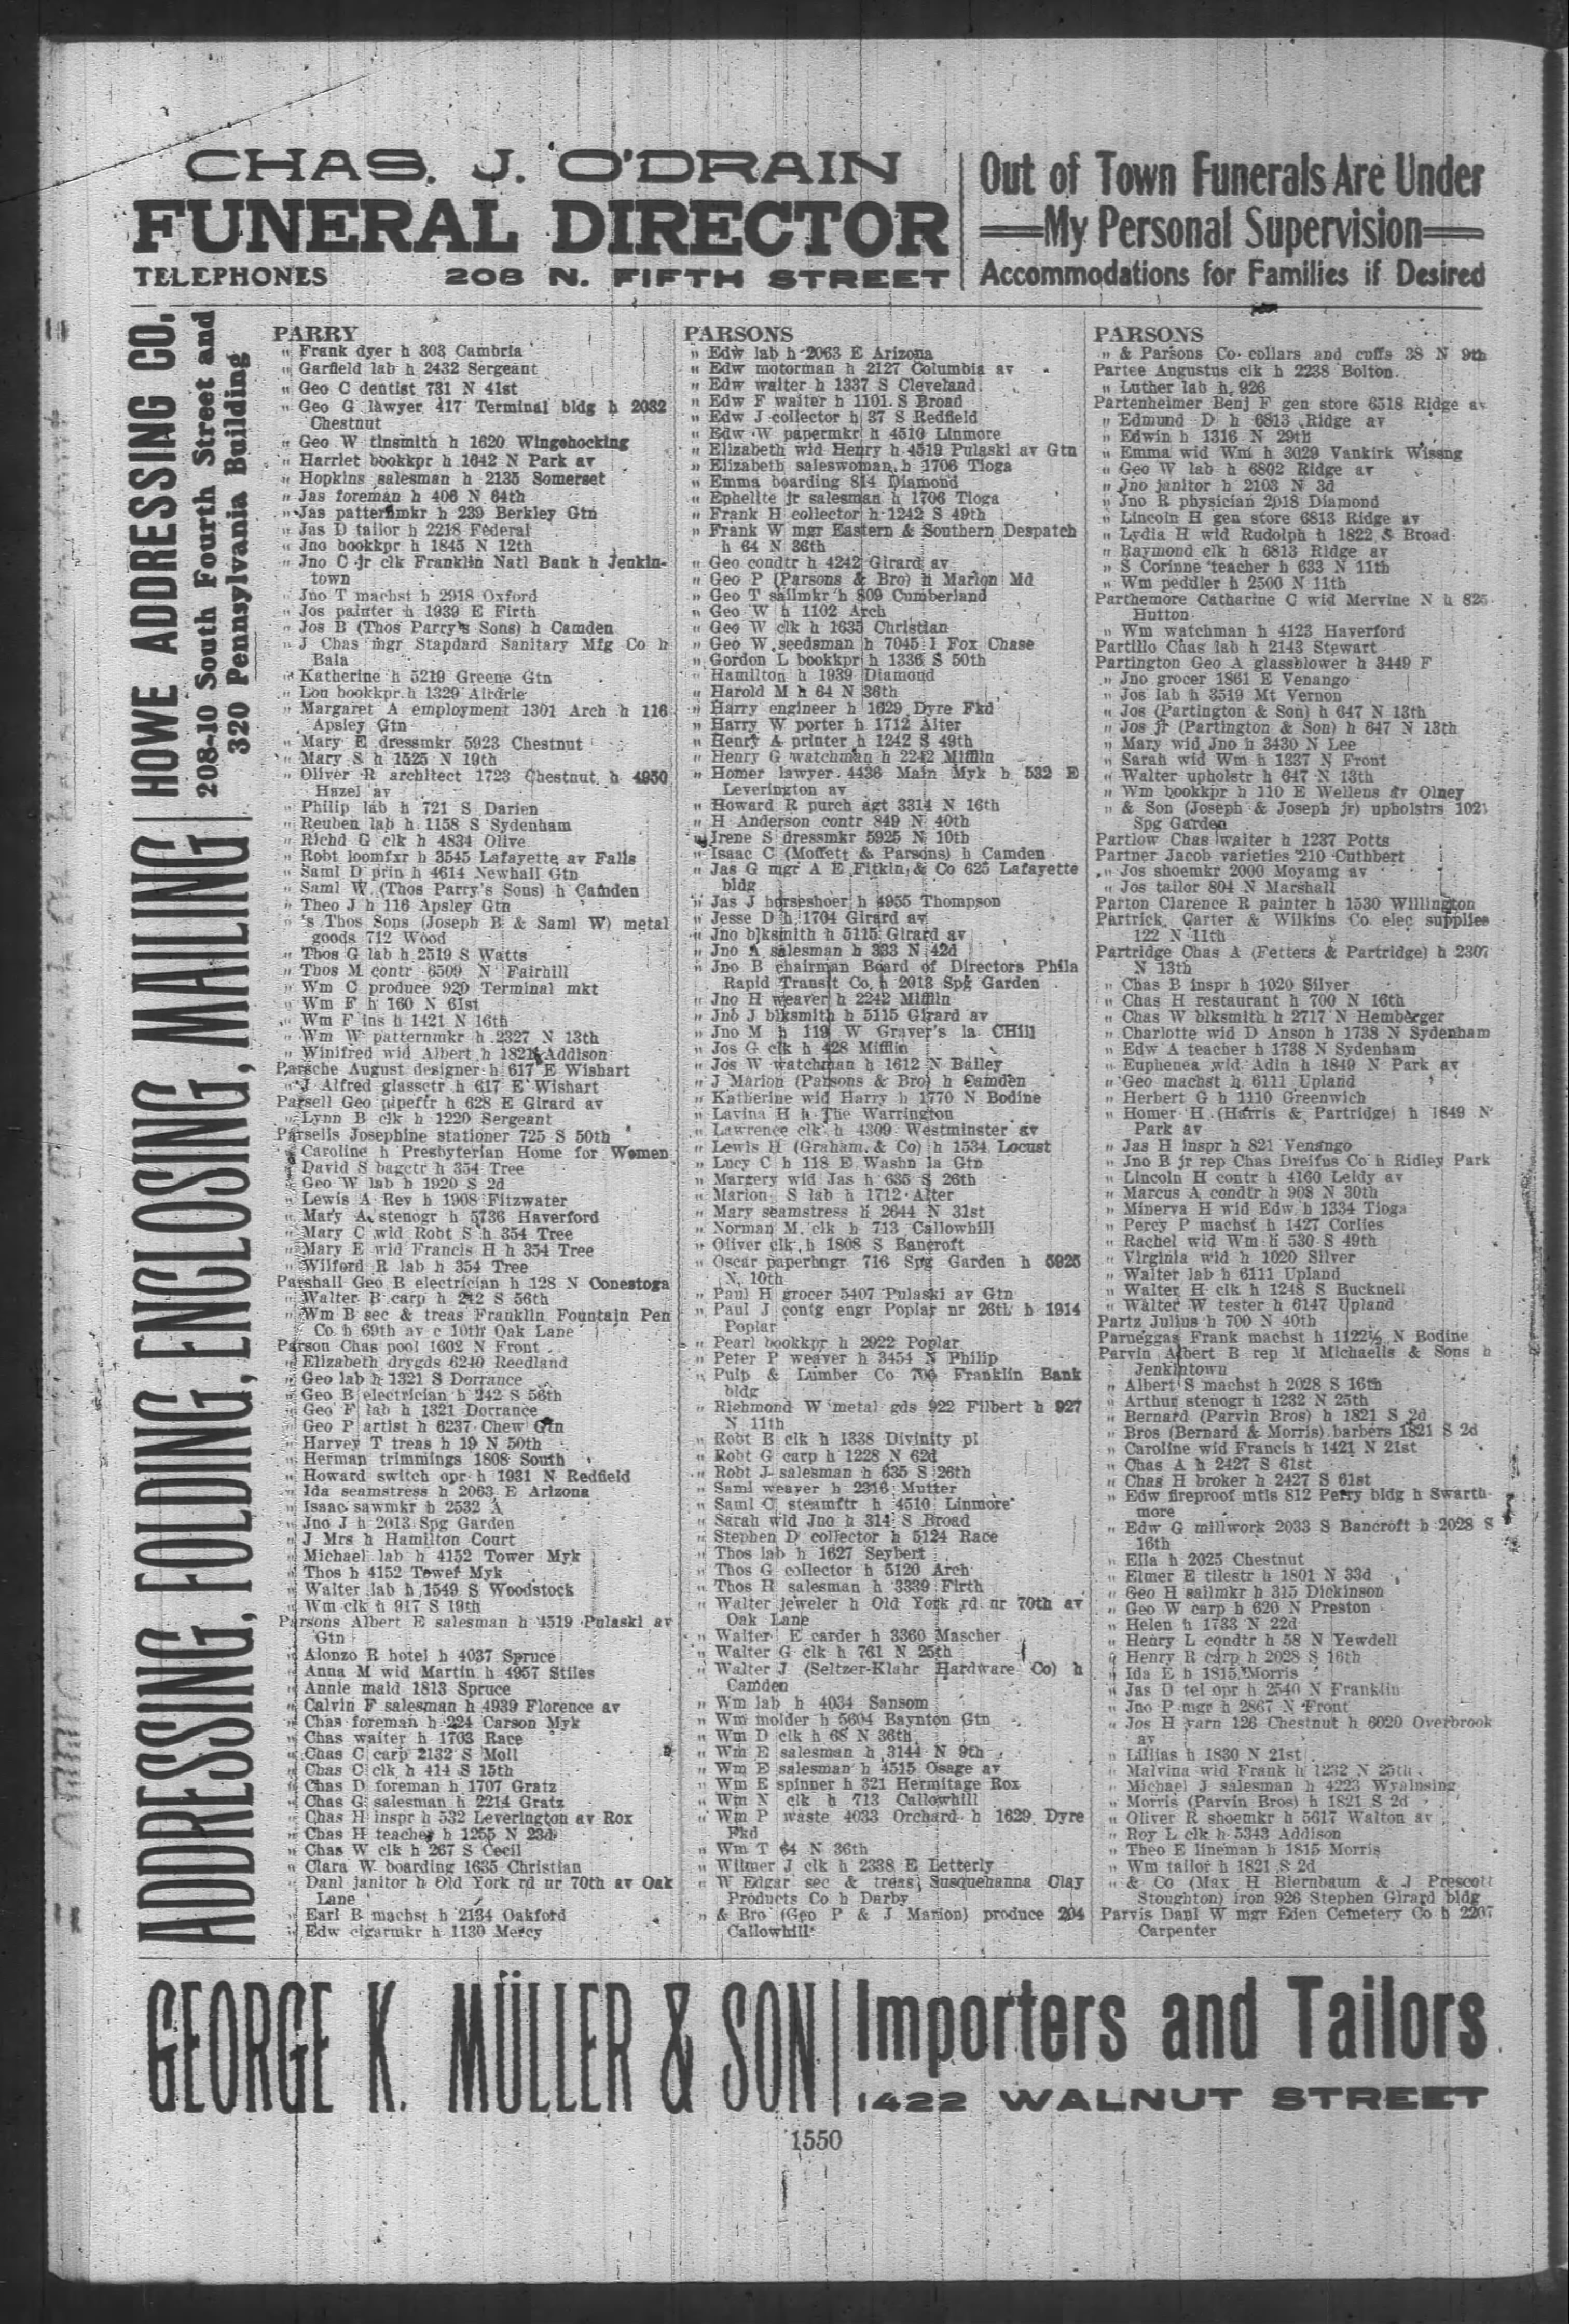 CHAS. J. O'DRAIN
FUNERAL DIRECTOR
TELEPHONES 208 N. FIFTH STREET
Out of Town Funerals Are Under
My Personal Supervision
Accommodations for Families if Desired
HOWE ADDRESSING CO.
208-10 South Fourth Street and
320 Pennsylvania Building
ADDRESSING, FOLDING, ENCLOSING, MAILING
PARRY
" Frank dyer h 303 Cambria
" Garfield lab h 2432 Sergeant
" Geo C dentist 731 N 41st
" Geo G lawyer 417 Terminal bldg h 2032
Chestnut
" Geo W tinsmith h 1620 Wingohocking
" Harriet bookkpr h 1642 N Park av
" Hopkins salesman h 2135 Somerset
" Jas foreman h 406 N 64th
" Jas patternmkr h 239 Berkley Gtn
" Jas D tailor h 2218 Federal
" Jno bookkpr h 1845 N 12th
" Jno C jr clk Franklin Natl Bank h Jenkin-
town
" Jno T machst h 2918 Oxford
" Jos painter h 1939 E Firth
" Jos B (Thos Parry's Sons) h Camden
" J Chas mgr Standard Sanitary Mfg Co h
Bala
" Katherine h 5219 Greene Gtn
" Lou bookkpr h 1329 Airdrie
" Margaret A employment 1301 Arch h 116
Apsley Gtn
" Mary E dressmkr 5923 Chestnut
" Mary S h 1525 N 19th
" Oliver R architect 1723 Chestnut h 4950
Hazel av
" Philip lab h 721 S Darien
" Reuben lab h 1158 S Sydenham
" Richd G clk h 4834 Olive
" Robt loomfxr h 3545 Lafayette av Falls
" Saml D prin h 4614 Newhall Gtn
" Saml W (Thos Parry's Sons) h Camden
" Theo J h 116 Apsley Gtn
" 's Thos Sons (Joseph B & Saml W) metal
goods 712 Wood
" Thos G lab h 2519 S Watts
" Thos M contr 6509 N Fairhill
" Wm C produce 920 Terminal mkt
" Wm F h 160 N 61st
" Wm F ins h 1421 N 16th
" Wm W patternmkr h 2327 N 13th
" Winifred wid Albert h Addison
Parsche August designer h 617 E Wishart
" J Alfred glassctr h 617 E Wishart
Parsell Geo pipeftr h 628 E Girard av
" Lynn B clk h 1220 Sergeant
Parsells Josephine stationer 725 S 50th
Caroline h Presbyterian Home for Women
David S bagctr h 354 Tree
" Geo W lab h 1920 S 2d
" Lewis A Rev h 1908 Fitzwater
" Mary A stenogr h 5736 Haverford
" Mary C wid Robt S h 354 Tree
" Mary E wid Francis H h 354 Tree
" Wilford R lab h 354 Tree
Parshall Geo B electrician h 128 N Conestoga
" Walter B carp h 242 S 56th
" Wm B sec & treas Franklin Fountain Pen
Co h 69th av c 10th Oak Lane
Parson Chas pool 1602 N Front
" Elizabeth drygds 6240 Reedland
" Geo lab h 1321 S Dorrance
" Geo B electrician h 242 S 56th
" Geo F lab h 1321 Dorrance
" Geo P artist h 6237 Chew Gtn
" Harvey T treas h 19 N 50th
" Herman trimmings 1808 South
" Howard switch opr h 1931 N Redfield
" Ida seamstress h 2063 E Arizona
" Isaac sawmkr h 2532 A
" Jno J h 2013 Spg Garden
" J Mrs h Hamilton Court
" Michael lab h 4152 Tower Myk
" Thos h 4152 Tower Myk
" Walter lab h 1549 S Woodstock
" Wm clk h 917 S 19th
Parsons Albert E salesman h 4519 Pulaski av
Gtn
" Alonzo R hotel h 4037 Spruce
" Anna M wid Martin h 4957 Stiles
" Annie maid 1813 Spruce
" Calvin F salesman h 4939 Florence av
" Chas foreman h 224 Carson Myk
" Chas waiter h 1703 Race
" Chas C carp 2132 S Moll
" Chas C clk h 414 S 15th
" Chas D foreman h 1707 Gratz
" Chas G salesman h 2214 Gratz
" Chas H inspr h 532 Leverington av Rox
" Chas H teacher h 1255 N 23d
" Chas W clk h 267 S Cecil
" Clara W boarding 1635 Christian
" Danl janitor h Old York rd nr 70th av Oak
Lane
" Earl B machst h 2134 Oakford
" Edw cigarmkr h 1130 Mercy
PARSONS
" Edw lab h 2063 E Arizona
" Edw motorman h 2127 Columbia av
" Edw waiter h 1337 S Cleveland
" Edw F waiter h 1101 S Broad
" Edw J collector h 37 S Redfield
" Edw W papermkr h 4510 Linmore
" Elizabeth wid Henry h 4519 Pulaski av Gtn
" Elizabeth saleswoman h 1706 Tioga
" Emma boarding 814 Diamond
" Ephelite jr salesman h 1706 Tioga
" Frank H collector h 1242 S 49th
" Frank W mgr Eastern & Southern Despatch
h 64 N 36th
" Geo condtr h 4242 Girard av
" Geo P (Parsons & Bro) h Marion Md
" Geo T sailmkr h 809 Cumberland
" Geo W h 1102 Arch
" Geo W clk h 1635 Christian
" Geo W seedsman h 7045 I Fox Chase
" Gordon L bookkpr h 1336 S 50th
" Hamilton h 1939 Diamond
" Harold M h 64 N 36th
" Harry engineer h 1629 Dyre Fkd
" Harry W porter h 1712 Alter
" Henry A printer h 1242 S 49th
" Henry G watchman h 2242 Mifflin
" Homer lawyer 4436 Main Myk h 532 E
Leverington av
" Howard R purch agt 3314 N 16th
" H Anderson contr 849 N 40th
" Irene S dressmkr 5925 N 10th
" Isaac C (Moffett & Parsons) h Camden
" Jas G mgr A E Fitkin & Co 625 Lafayette
bldg
" Jas J horseshoer h 4955 Thompson
" Jesse D h 1704 Girard av
" Jno blksmith h 5115 Girard av
" Jno A salesman h 333 N 42d
" Jno B chairman Board of Directors Phila
Rapid Transit Co h 2013 Spg Garden
" Jno H weaver h 2242 Mifflin
" Jno J blksmith h 5115 Girard av
" Jno M h 119 W Graver's la CHill
" Jos G clk h 428 Mifflin
" Jos W watchman h 1612 N Bailey
" J Marion (Parsons & Bro) h Camden
" Katherine wid Harry h 1770 N Bodine
" Lavina H h The Warrington
" Lawrence clk h 4309 Westminster av
" Lewis H (Graham & Co) h 1534 Locust
" Lucy C h 118 E Washn la Gtn
" Margery wid Jas h 635 S 26th
" Marion S lab h 1712 Alter
" Mary seamstress h 2644 N 31st
" Norman M clk h 713 Callowhill
" Oliver clk h 1808 S Bancroft
" Oscar paperhngr 716 Spg Garden h 5925
N 10th
" Paul H grocer 5407 Pulaski av Gtn
" Paul J contg engr Poplar nr 26th h 1914
Poplar
" Pearl bookkpr h 2922 Poplar
" Peter P weaver h 3454 N Philip
" Pulp & Lumber Co 706 Franklin Bank
bldg
" Richmond W metal gds 922 Filbert h 927
N 11th
" Robt B clk h 1338 Divinity pl
" Robt G carp h 1228 N 62d
" Robt J salesman h 635 S 26th
" Saml weaver h 2316 Mutter
" Saml C steamftr h 4510 Linmore
" Sarah wid Jno h 314 S Broad
" Stephen D collector h 5124 Race
" Thos lab h 1627 Seybert
" Thos G collector h 5120 Arch
" Thos R salesman h 3339 Firth
" Walter jeweler h Old York rd nr 70th av
Oak Lane
" Walter E carder h 3360 Mascher
" Walter G clk h 761 N 25th
" Walter J (Seltzer-Klahr Hardware Co) h
Camden
" Wm lab h 4034 Sansom
" Wm molder h 5604 Baynton Gtn
" Wm D clk h 68 N 36th
" Wm E salesman h 3144 N 9th
" Wm E salesman h 4515 Osage av
" Wm E spinner h 321 Hermitage Rox
" Wm N clk h 713 Callowhill
" Wm P waste 4033 Orchard h 1629 Dyre
Fkd
" Wm T 64 N 36th
" Wilmer J clk h 2338 E Letterly
" W Edgar sec & treas Susquehanna Clay
Products Co h Darby
" & Bro (Geo P & J Marion) produce 204
Callowhill
PARSONS
" & Parsons Co collars and cuffs 38 N 9th
Partee Augustus clk h 2238 Bolton
" Luther lab h 926
Partenheimer Benj F gen store 6518 Ridge av
" Edmund D h 6813 Ridge av
" Edwin h 1316 N 29th
" Emma wid Wm h 3029 Vankirk Wissng
" Geo W lab h 6802 Ridge av
" Jno janitor h 2103 N 3d
" Jno R physician 2018 Diamond
" Lincoln H gen store 6813 Ridge av
" Lydia H wid Rudolph h 1822 S Broad
" Raymond clk h 6813 Ridge av
" S Corinne teacher h 633 N 11th
" Wm peddler h 2500 N 11th
Parthemore Catharine C wid Mervine N h 825
Hutton
" Wm watchman h 4123 Haverford
Partillo Chas lab h 2143 Stewart
Partington Geo A glassblower h 3449 F
" Jno grocer 1861 E Venango
" Jos lab h 3519 Mt Vernon
" Jos (Partington & Son) h 647 N 13th
" Jos jr (Partington & Son) h 647 N 13th
" Mary wid Jno h 3430 N Lee
" Sarah wid Wm h 1337 N Front
" Walter upholstr h 647 N 13th
" Wm bookkpr h 110 E Wellens av Olney
" & Son (Joseph & Joseph jr) upholstrs 1021
Spg Garden
Partlow Chas waiter h 1237 Potts
Partner Jacob varieties 210 Cuthbert
" Jos shoemkr 2000 Moyamg av
" Jos tailor 804 N Marshall
Parton Clarence R painter h 1530 Willington
Partrick, Carter & Wilkins Co elec supplies
122 N 11th
Partridge Chas A (Fetters & Partridge) h 2307
N 13th
" Chas B inspr h 1020 Silver
" Chas H restaurant h 700 N 16th
" Chas W blksmith h 2717 N Hemberger
" Charlotte wid D Anson h 1738 N Sydenham
" Edw A teacher h 1738 N Sydenham
" Euphenea wid Adin h 1849 N Park av
" Geo machst h 6111 Upland
" Herbert G h 1110 Greenwich
" Homer H (Harris & Partridge) h 1849 N
Park av
" Jas H inspr h 821 Venango
" Jno B jr rep Chas Dreifus Co h Ridley Park
" Lincoln H contr h 4160 Leidy av
" Marcus A condtr h 908 N 30th
" Minerva H wid Edw h 1334 Tioga
" Percy P machst h 1427 Corlies
" Rachel wid Wm h 530 S 49th
" Virginia wid h 1020 Silver
" Walter lab h 6111 Upland
" Walter H clk h 1248 S Bucknell
" Walter W tester h 6147 Upland
Partz Julius h 700 N 40th
Parueggas Frank machst h 1122½ N Bodine
Parvin Albert B rep M Michaelis & Sons h
Jenkintown
" Albert S machst h 2028 S 16th
" Arthur stenogr h 1232 N 25th
" Bernard (Parvin Bros) h 1821 S 2d
" Bros (Bernard & Morris) barbers 1821 S 2d
" Caroline wid Francis h 1421 N 21st
" Chas A h 2427 S 61st
" Chas H broker h 2427 S 61st
" Edw fireproof mtls 812 Perry bldg h Swarth-
more
" Edw G millwork 2033 S Bancroft h 2028 S
16th
" Ella h 2025 Chestnut
" Elmer E tilestr h 1801 N 33d
" Geo H sailmkr h 315 Dickinson
" Geo W carp h 620 N Preston
" Helen h 1733 N 22d
" Henry L condtr h 58 N Yewdell
" Henry R carp h 2028 S 16th
" Ida E h 1815 Morris
" Jas D tel opr h 2540 N Franklin
" Jno P mgr h 2867 N Front
" Jos H yarn 126 Chestnut h 6020 Overbrook
av
" Lillias h 1830 N 21st
" Malvina wid Frank h 1232 N 25th
" Michael J salesman h 4223 Wyalusing
" Morris (Parvin Bros) h 1821 S 2d
" Oliver R shoemkr h 5617 Walton av
" Roy L clk h 5343 Addison
" Theo E lineman h 1815 Morris
" Wm tailor h 1821 S 2d
" & Co (Max H Biernbaum & J Prescott
Stoughton) iron 926 Stephen Girard bldg
Parvis Danl W mgr Eden Cemetery Co h 2207
Carpenter
GEORGE K. MÜLLER & SON
Importers and Tailors
1422 WALNUT STREET
1550